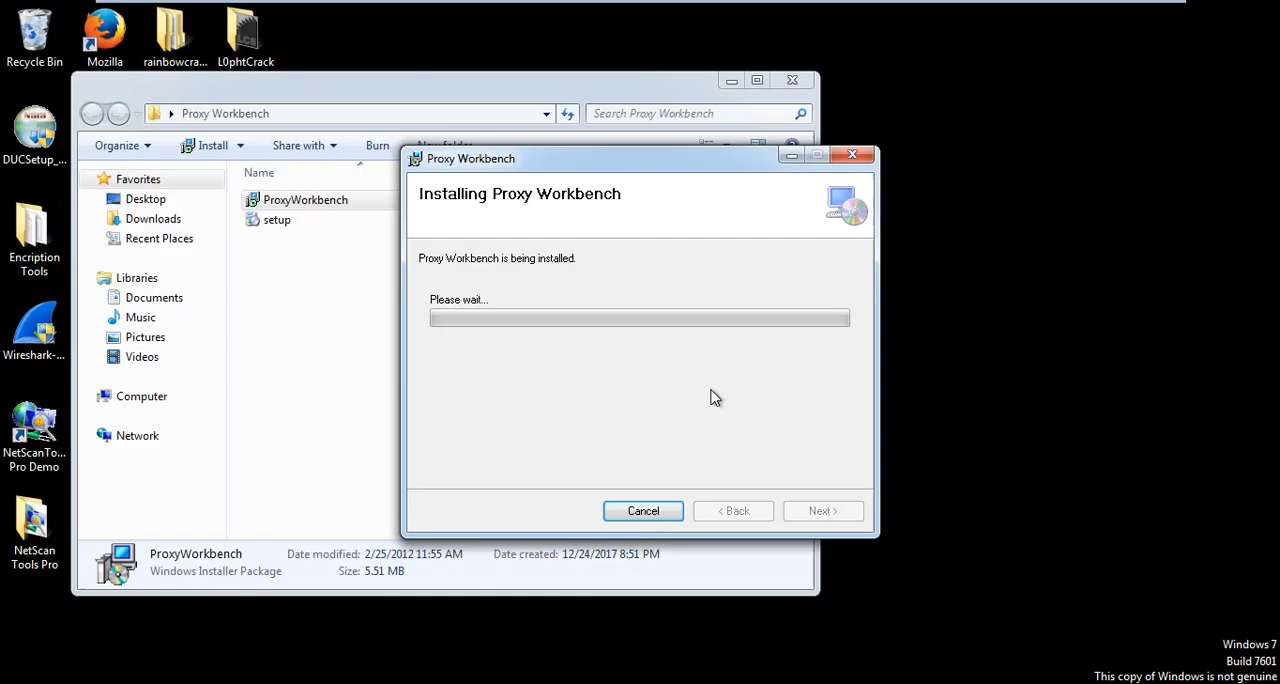 Recycle Bin
Mozilla
rainbowcra...
L0phtCrack
DUCSetup_...
Encription
Tools
Wireshark-...
NetScanTo...
Pro Demo
NetScan
Tools Pro
Proxy Workbench
Search Proxy Workbench
Organize
Install
Share with
Burn
New folder
Favorites
Desktop
Downloads
Recent Places
Libraries
Documents
Music
Pictures
Videos
Computer
Network
Name
ProxyWorkbench
setup
Proxy Workbench
Installing Proxy Workbench
Proxy Workbench is being installed.
Please wait...
Cancel
< Back
Next >
ProxyWorkbench
Date modified: 2/25/2012 11:55 AM
Date created: 12/24/2017 8:51 PM
Windows Installer Package
Size: 5.51 MB
Windows 7
Build 7601
This copy of Windows is not genuine